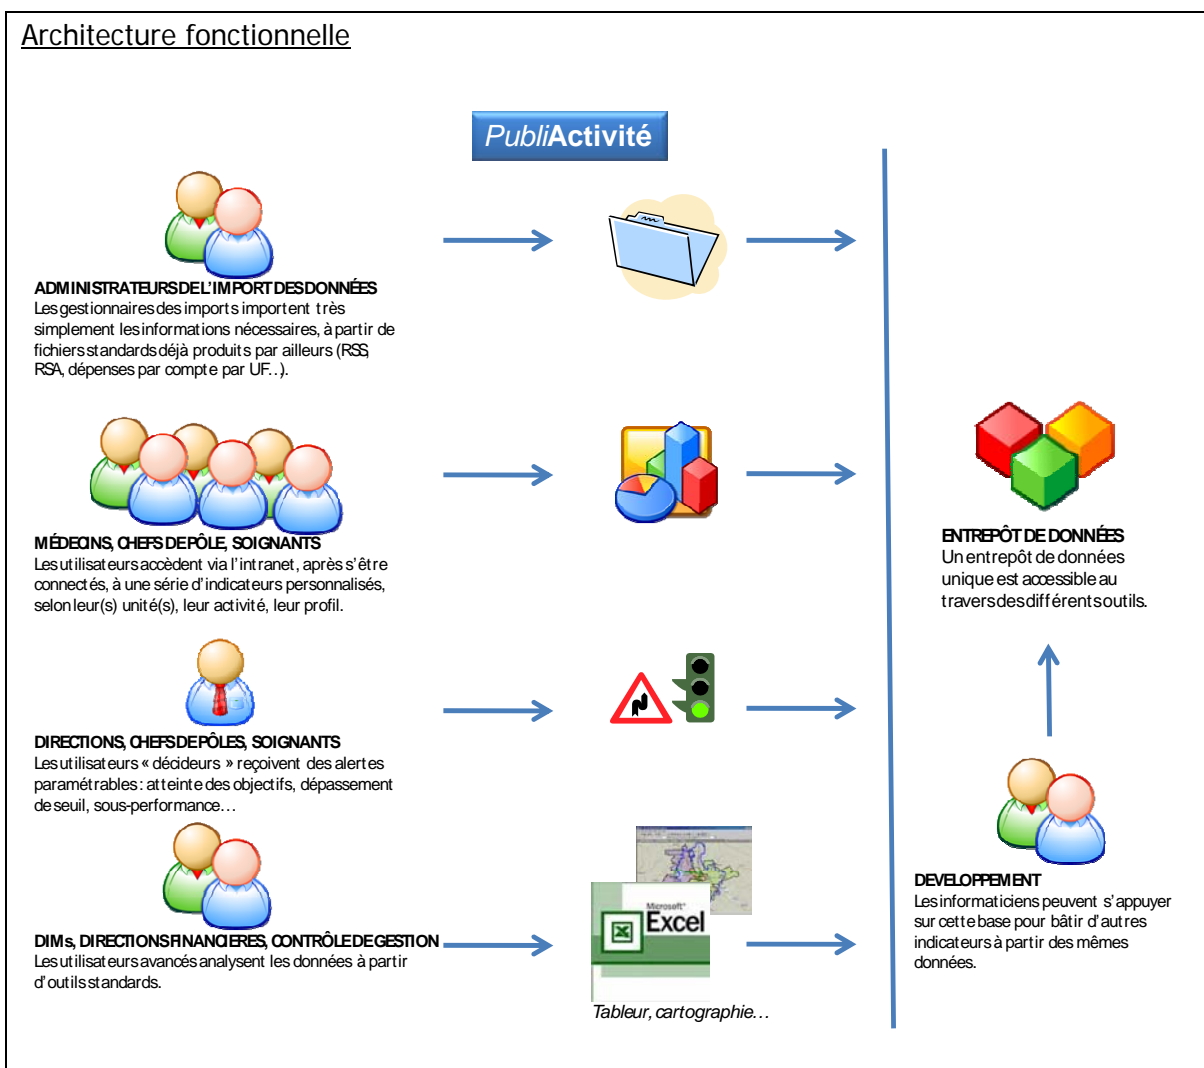 Architecture fonctionnelle
PubliActivité
ADMINISTRATEURS DE L'IMPORT DES DONNÉES
Les gestionnaires des imports importent très
simplement les informations nécessaires, à partir de
fichiers standards déjà produits par ailleurs (RSS,
RSA, dépenses par compte par UF…).
MÉDECINS, CHEFS DE PÔLE, SOIGNANTS
Les utilisateurs accèdent via l'intranet, après s'être
connectés, à une série d'indicateurs personnalisés,
selon leur(s) unité(s), leur activité, leur profil.
ENTREPÔT DE DONNÉES
Un entrepôt de données
unique est accessible au
travers des différents outils.
DIRECTIONS, CHEFS DE PÔLES, SOIGNANTS
Les utilisateurs « décideurs » reçoivent des alertes
paramétrables : atteinte des objectifs, dépassement
de seuil, sous-performance…
DIMs, DIRECTIONS FINANCIERES, CONTRÔLE DE GESTION
Les utilisateurs avancés analysent les données à partir
d'outils standards.
Microsoft
Excel
Tableur, cartographie…
DEVELOPPEMENT
Les informaticiens peuvent s'appuyer
sur cette base pour bâtir d'autres
indicateurs à partir des mêmes
données.